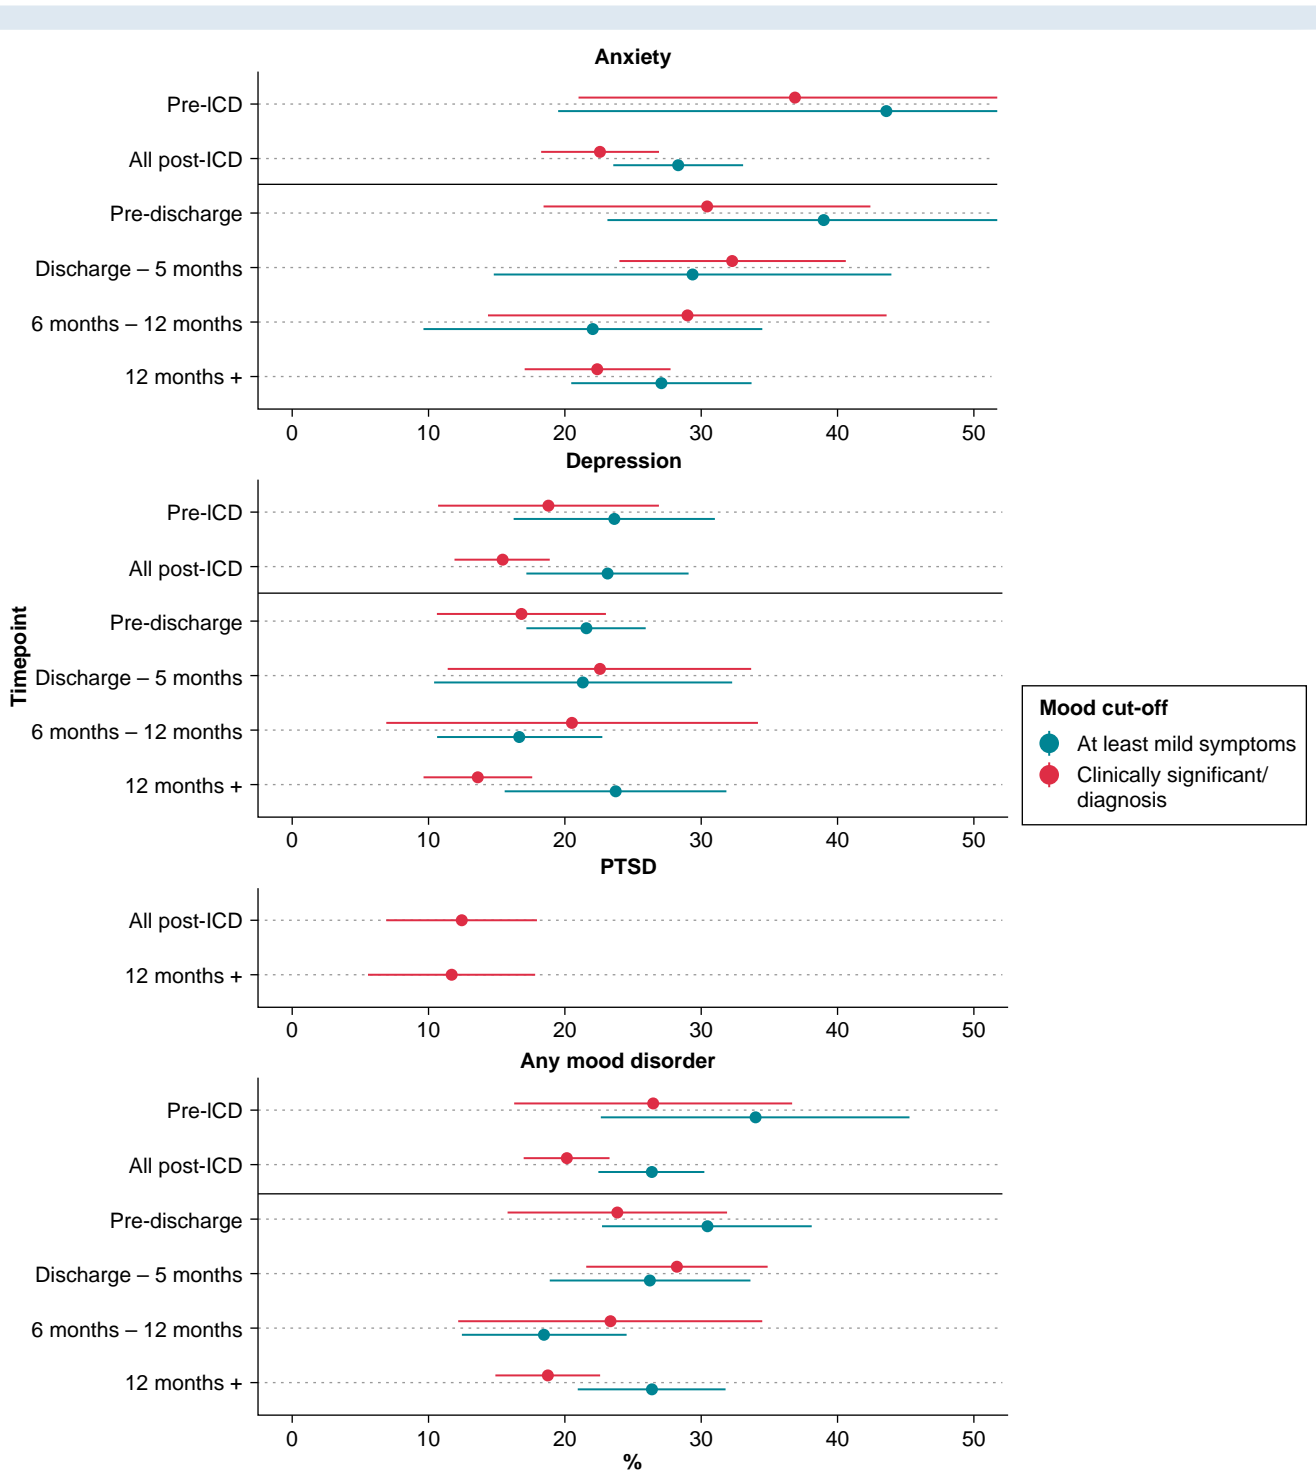 Anxiety
Pre-ICD
All post-ICD
Pre-discharge
Discharge – 5 months
6 months – 12 months
12 months +
0 10 20 30 40 50
Depression
Pre-ICD
All post-ICD
Pre-discharge
Discharge – 5 months
6 months – 12 months
12 months +
0 10 20 30 40 50
Timepoint
Mood cut-off
At least mild symptoms
Clinically significant/
diagnosis
PTSD
All post-ICD
12 months +
0 10 20 30 40 50
Any mood disorder
Pre-ICD
All post-ICD
Pre-discharge
Discharge – 5 months
6 months – 12 months
12 months +
0 10 20 30 40 50
%